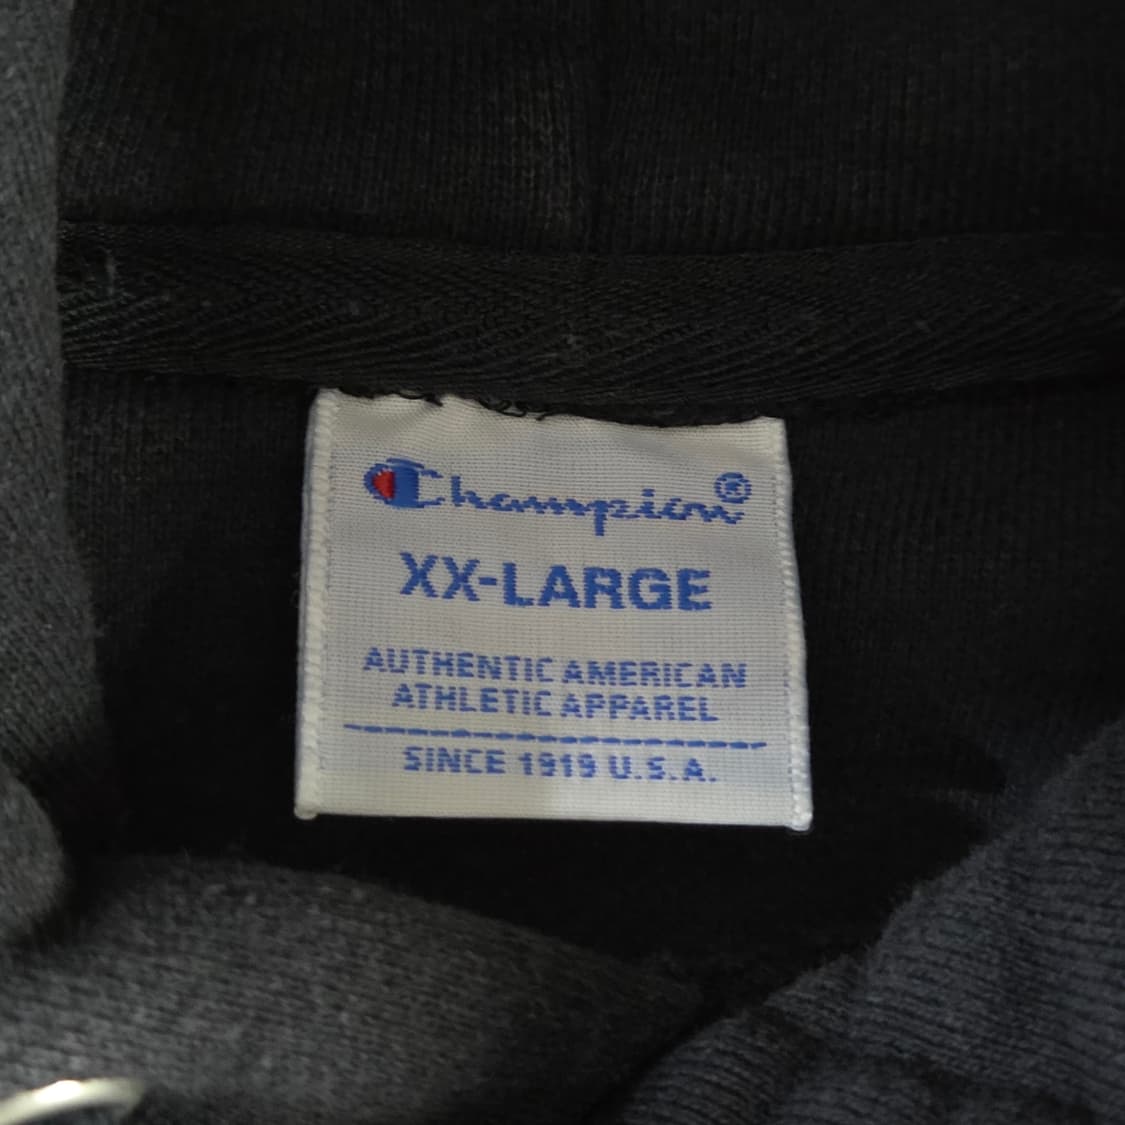 Champion®
XX-LARGE
AUTHENTIC AMERICAN
ATHLETIC APPAREL
SINCE 1919 U.S.A.